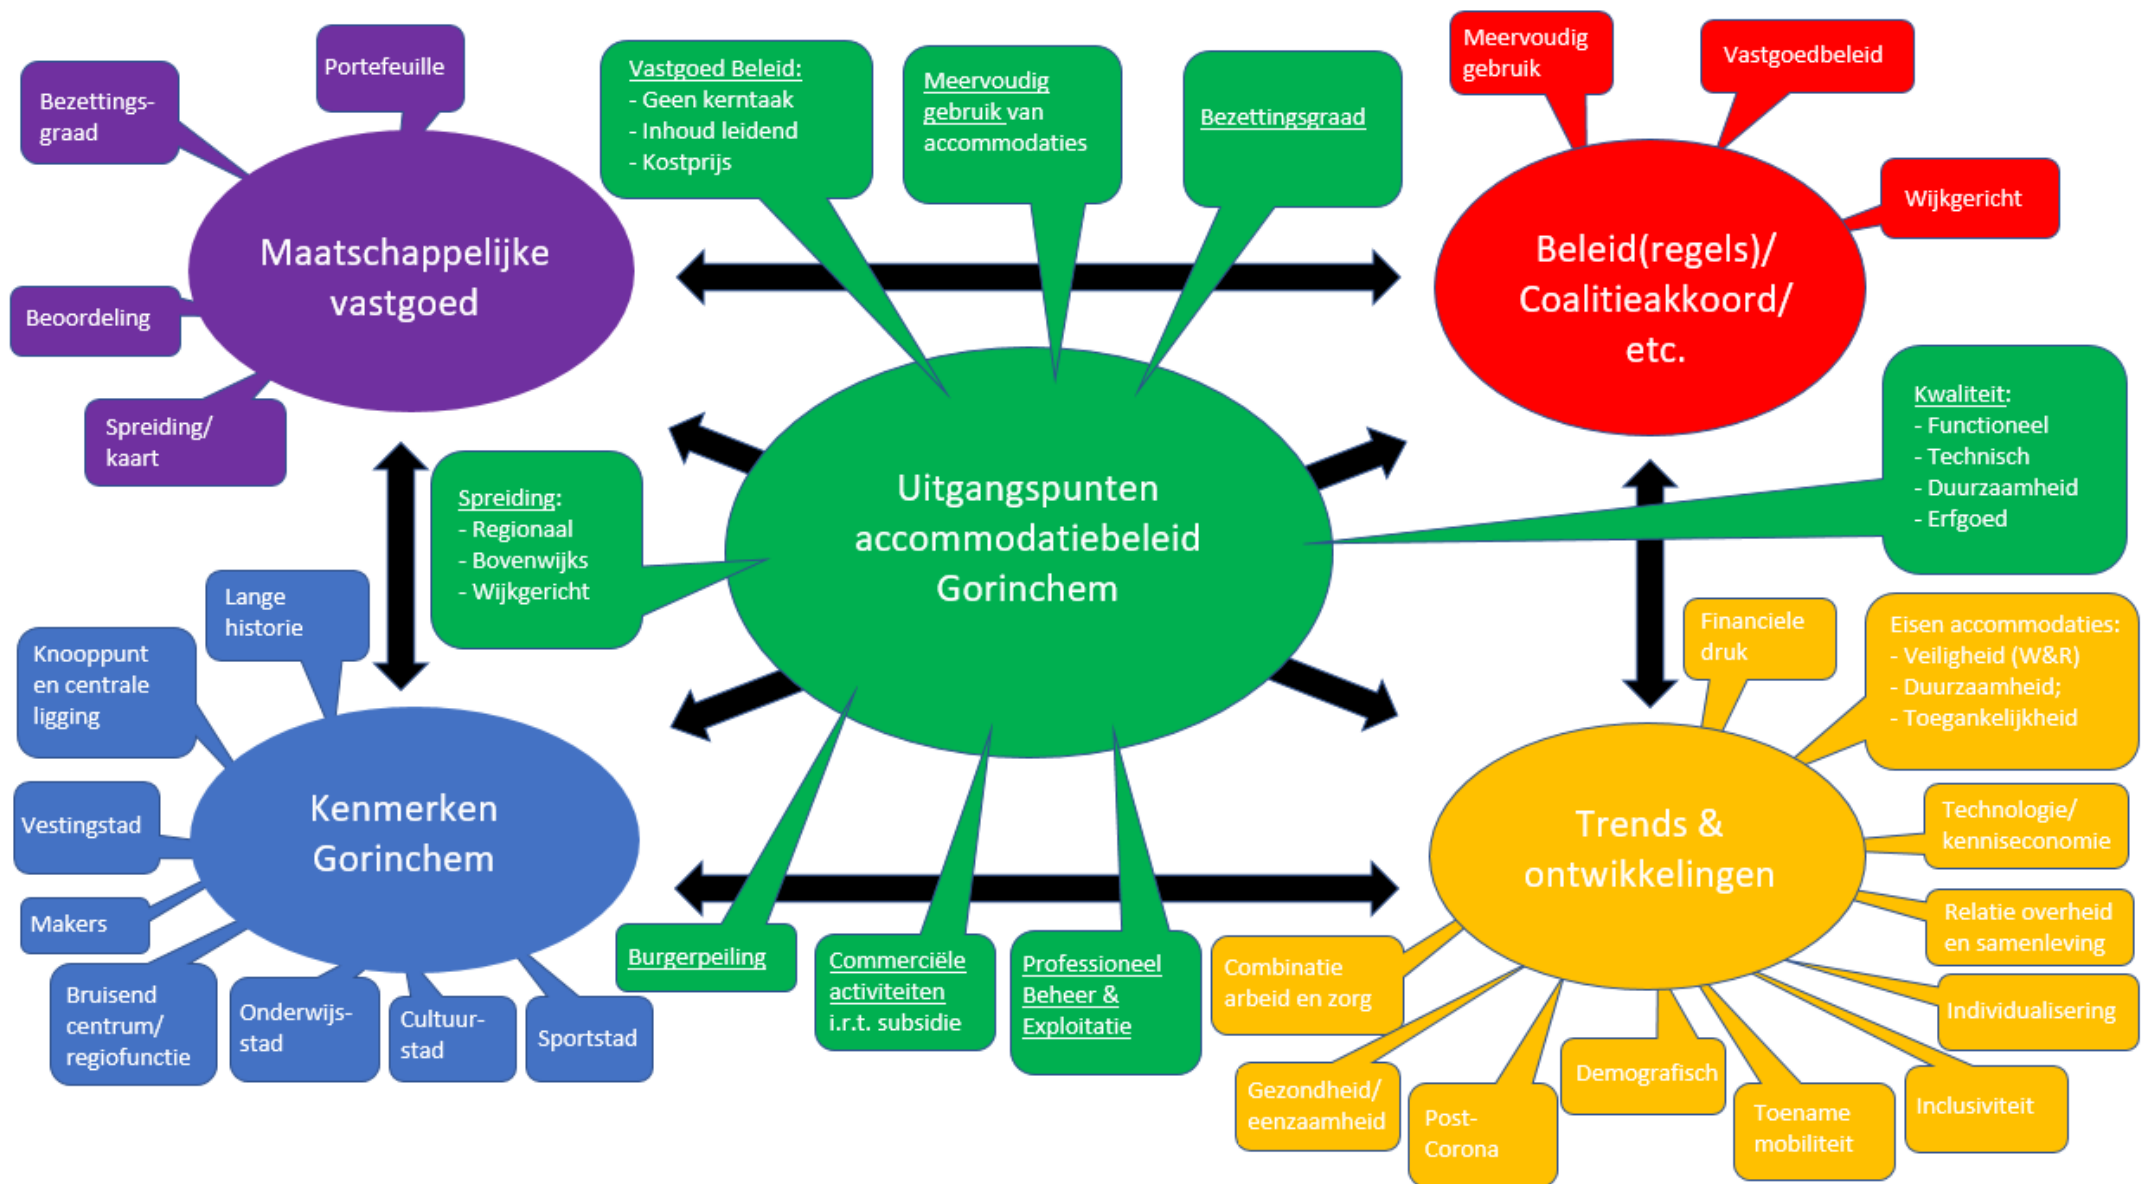 Portefeuille
Bezettings-
graad
Maatschappelijke
vastgoed
Beoordeling
Spreiding/
kaart
Vastgoed Beleid:
- Geen kerntaak
- Inhoud leidend
- Kostprijs
Meervoudig
gebruik van
accommodaties
Bezettingsgraad
Meervoudig
gebruik
Vastgoedbeleid
Wijkgericht
Beleid(regels)/
Coalitieakkoord/
etc.
Kwaliteit:
- Functioneel
- Technisch
- Duurzaamheid
- Erfgoed
Spreiding:
- Regionaal
- Bovenwijks
- Wijkgericht
Uitgangspunten
accommodatiebeleid
Gorinchem
Lange
historie
Knooppunt
en centrale
ligging
Vestingstad
Kenmerken
Gorinchem
Makers
Bruisend
centrum/
regiofunctie
Onderwijs-
stad
Cultuur-
stad
Sportstad
Burgerpeiling
Commerciële
activiteiten
i.r.t. subsidie
Professioneel
Beheer &
Exploitatie
Financiele
druk
Eisen accommodaties:
- Veiligheid (W&R)
- Duurzaamheid;
- Toegankelijkheid
Trends &
ontwikkelingen
Technologie/
kenniseconomie
Relatie overheid
en samenleving
Individualisering
Inclusiviteit
Toename
mobiliteit
Demografisch
Post-
Corona
Gezondheid/
eenzaamheid
Combinatie
arbeid en zorg